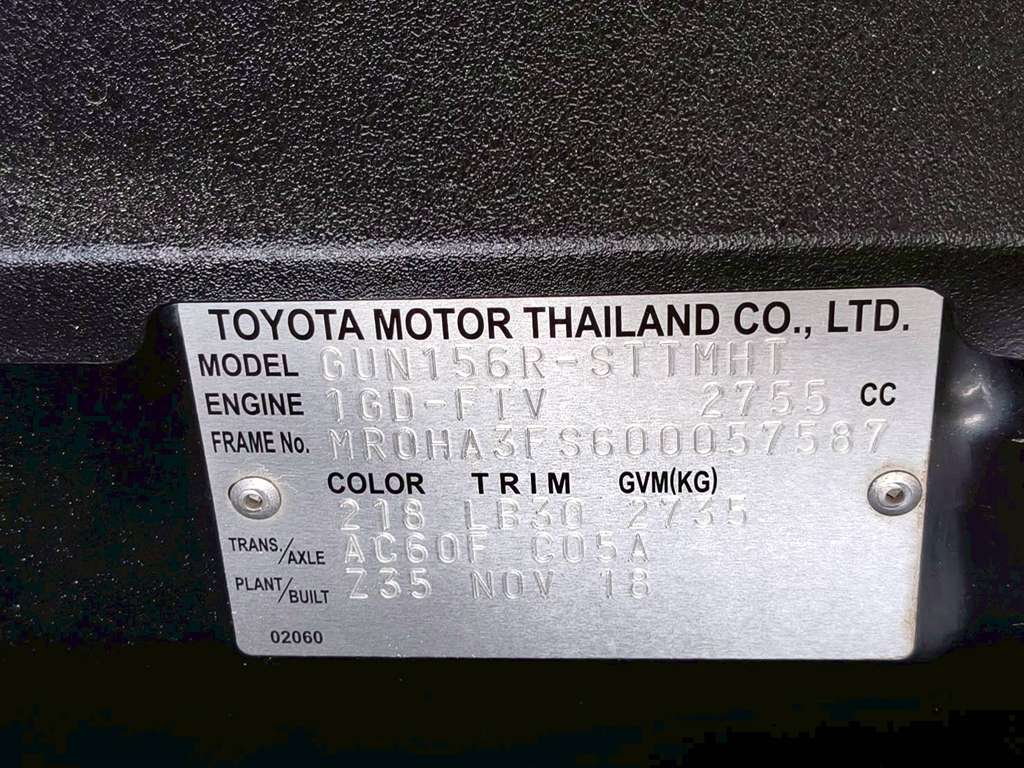 TOYOTA MOTOR THAILAND CO., LTD.
MODEL GUN156R-STTMHT
ENGINE 1GD-FTV 2755 CC
FRAME No. MR0HA3FS600057587
COLOR TRIM GVM(KG)
218 LB30 2735
TRANS./AXLE AC60F C05A
PLANT/BUILT Z35 NOV 18
02060